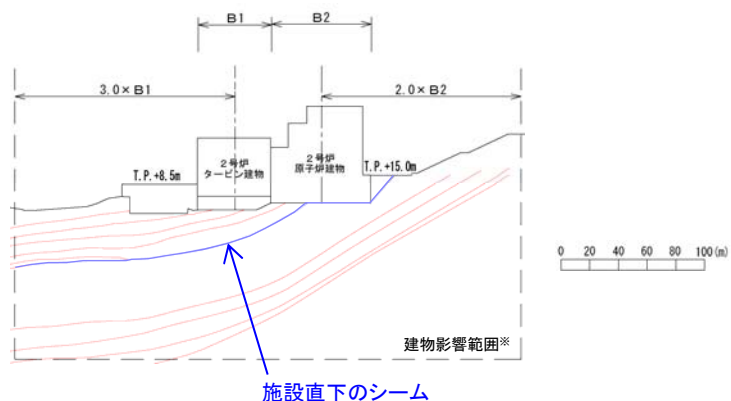 B1
B2
3.0×B1
2.0×B2
2号炉
タービン建物
2号炉
原子炉建物
T.P.+8.5m
T.P.+15.0m
0 20 40 60 80 100(m)
建物影響範囲※
施設直下のシーム